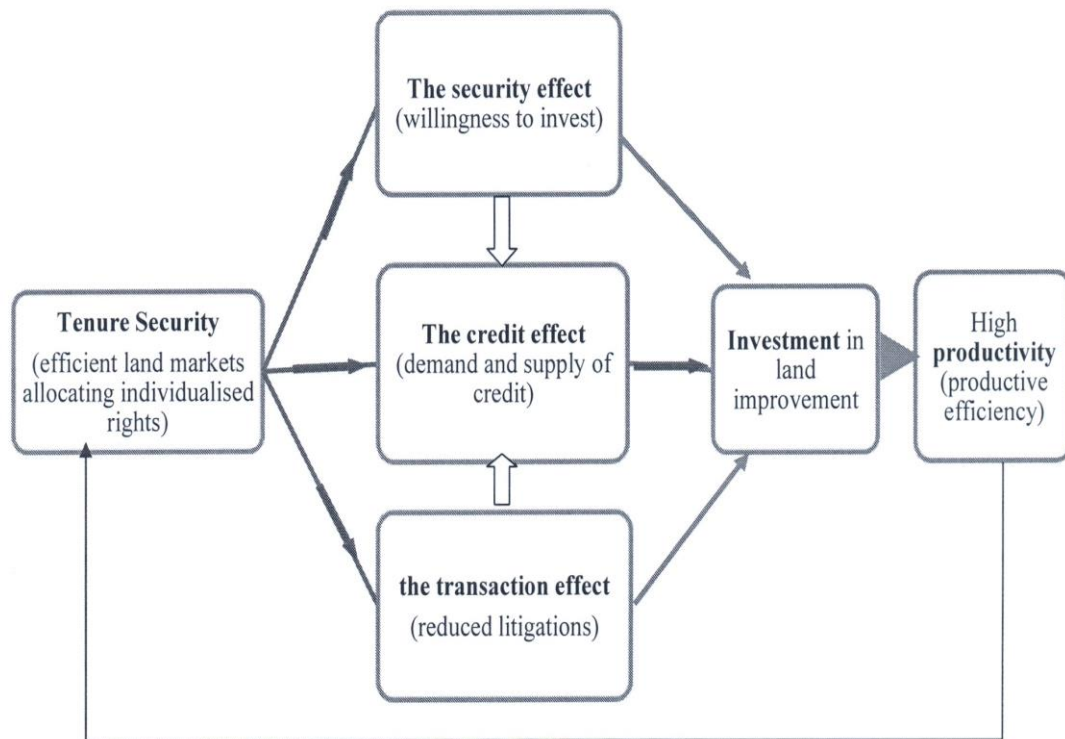 The security effect
(willingness to invest)
Tenure Security
(efficient land markets
allocating individualised
rights)
The credit effect
(demand and supply of
credit)
Investment in
land
improvement
High
productivity
(productive
efficiency)
the transaction effect
(reduced litigations)